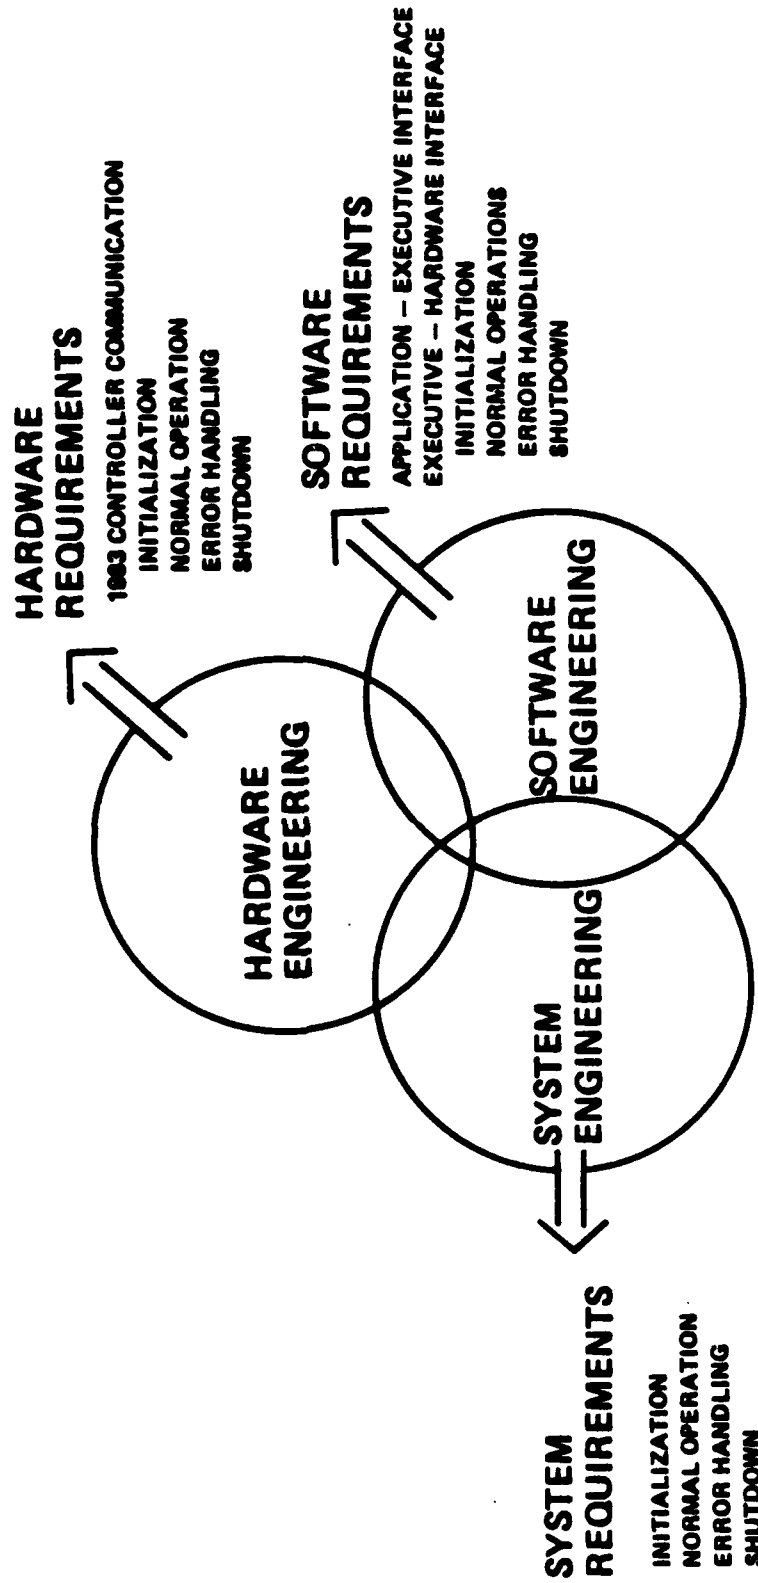 HARDWARE
REQUIREMENTS
CONTROLLER COMMUNICATION
INITIALIZATION
NORMAL OPERATION
ERROR HANDLING
SHUTDOWN
HARDWARE
ENGINEERING
SOFTWARE
REQUIREMENTS
APPLICATION – EXECUTIVE INTERFACE
EXECUTIVE – HARDWARE INTERFACE
INITIALIZATION
NORMAL OPERATIONS
ERROR HANDLING
SHUTDOWN
SYSTEM
ENGINEERING
SOFTWARE
ENGINEERING
SYSTEM
REQUIREMENTS
INITIALIZATION
NORMAL OPERATION
ERROR HANDLING
SHUTDOWN